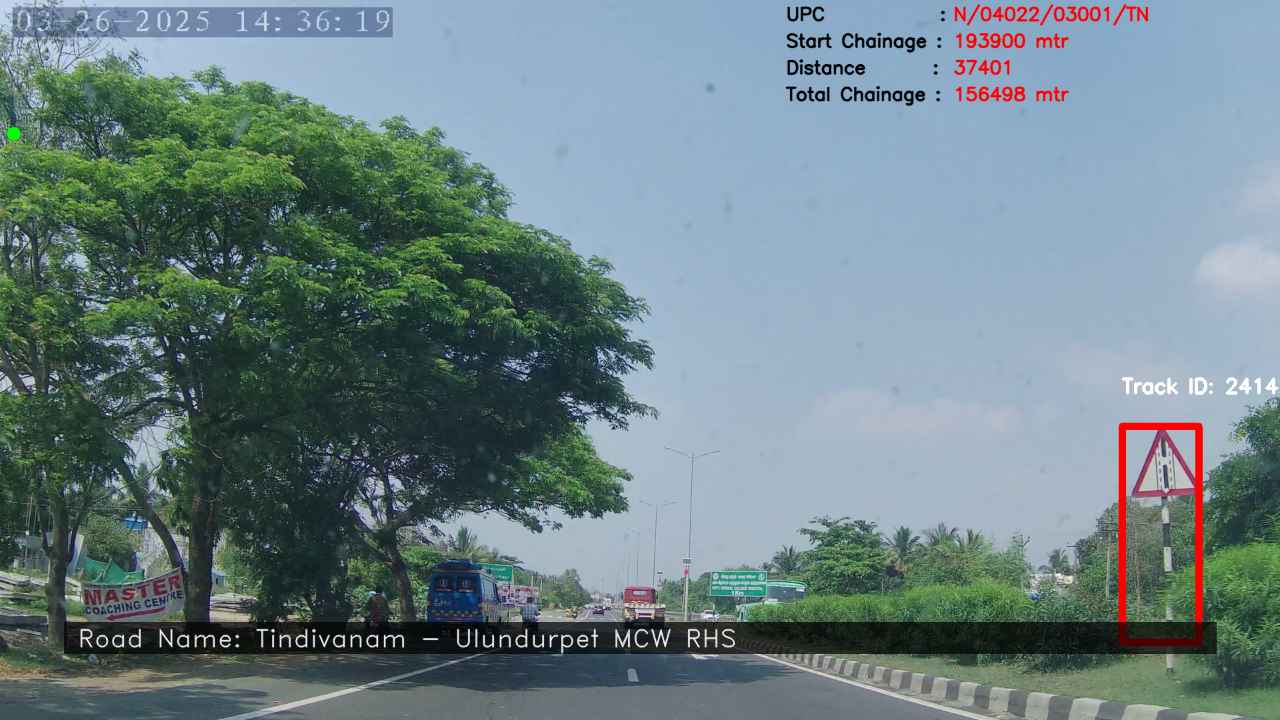 03-26-2025 14:36:19
UPC : N/04022/03001/TN
Start Chainage : 193900 mtr
Distance : 37401
Total Chainage : 156498 mtr
Track ID: 2414
MASTER
COACHING CENTRE
Road Name: Tindivanam - Ulundurpet MCW RHS